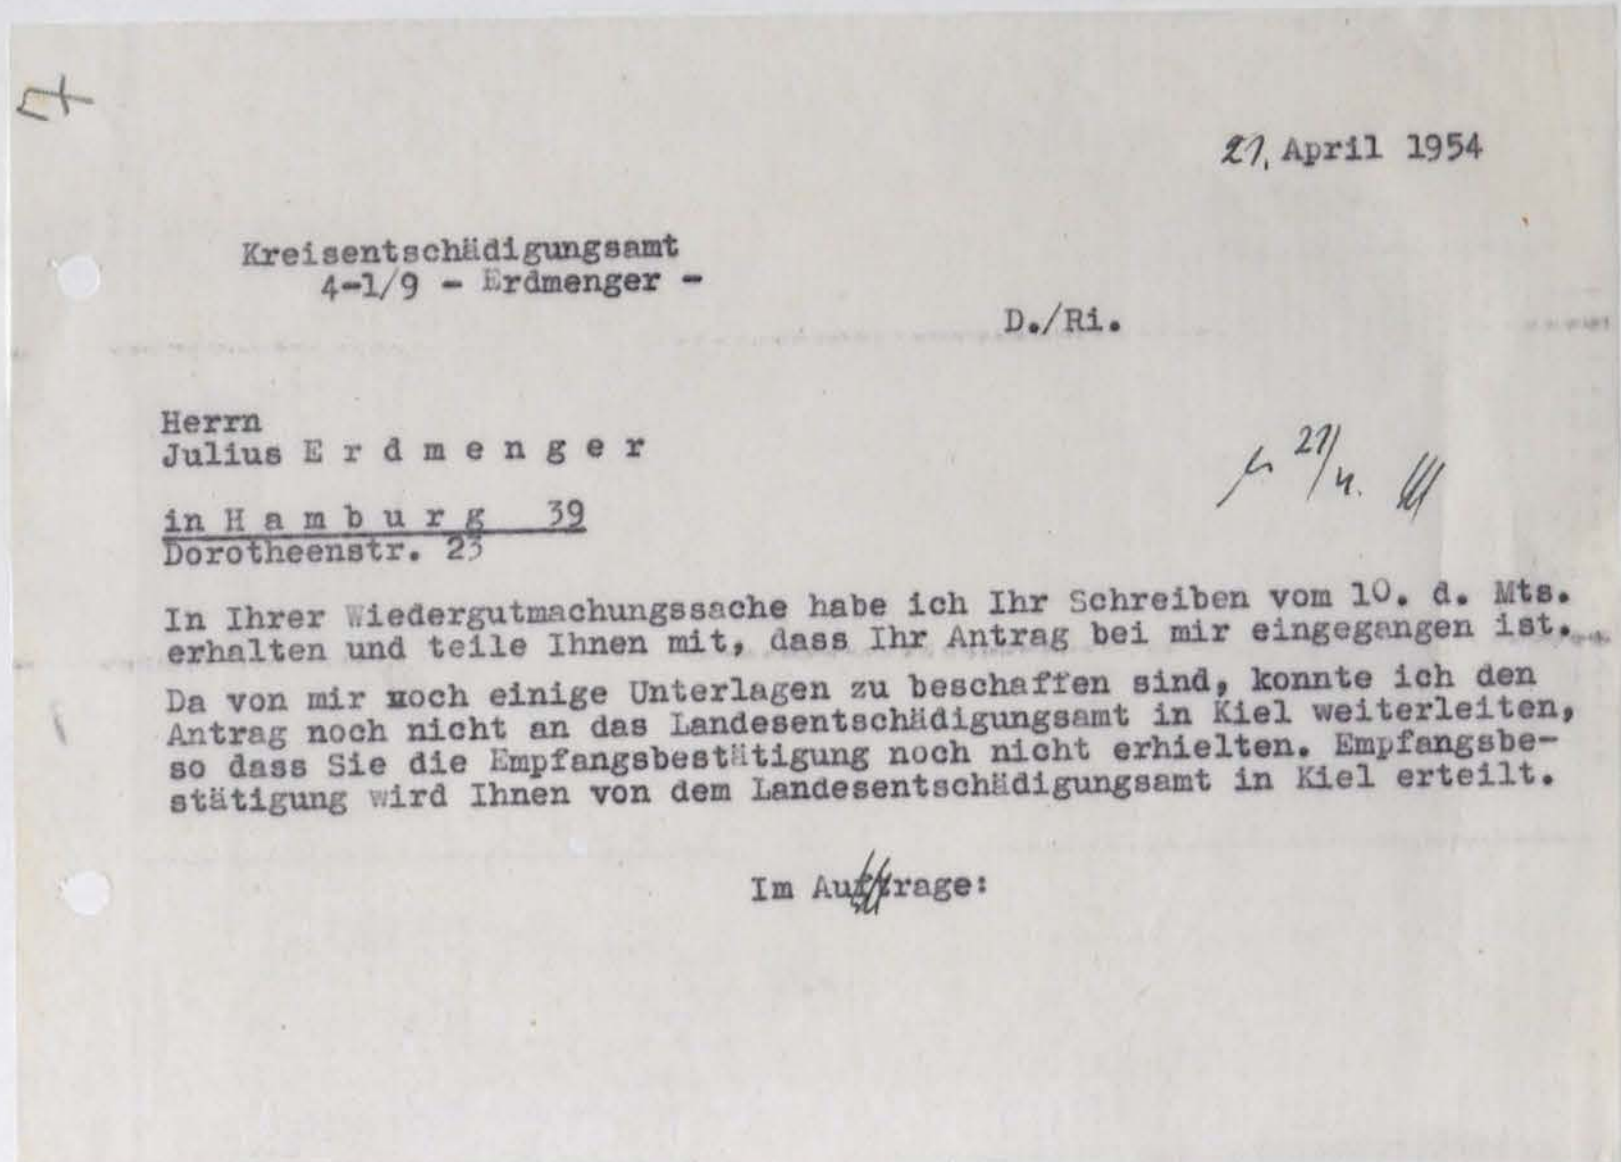 21. April 1954
Kreisentschädigungsamt
4-1/9 - Erdmenger -
D./Ri.
Herrn
Julius E r d m e n g e r
21/4.
in H a m b u r g 39
Dorotheenstr. 23
In Ihrer Wiedergutmachungssache habe ich Ihr Schreiben vom 10. d. Mts.
erhalten und teile Ihnen mit, dass Ihr Antrag bei mir eingegangen ist.
Da von mir noch einige Unterlagen zu beschaffen sind, konnte ich den
Antrag noch nicht an das Landesentschädigungsamt in Kiel weiterleiten,
so dass Sie die Empfangsbestätigung noch nicht erhielten. Empfangsbe-
stätigung wird Ihnen von dem Landesentschädigungsamt in Kiel erteilt.
Im Auftrage: